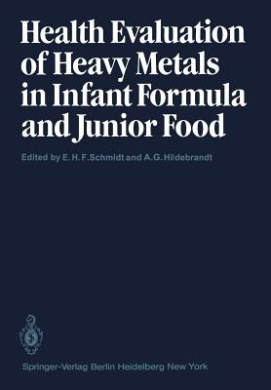 Health Evaluation
of Heavy Metals
in Infant Formula
and Junior Food
Edited by E.H.F.Schmidt and A.G.Hildebrandt
Springer-Verlag Berlin Heidelberg New York